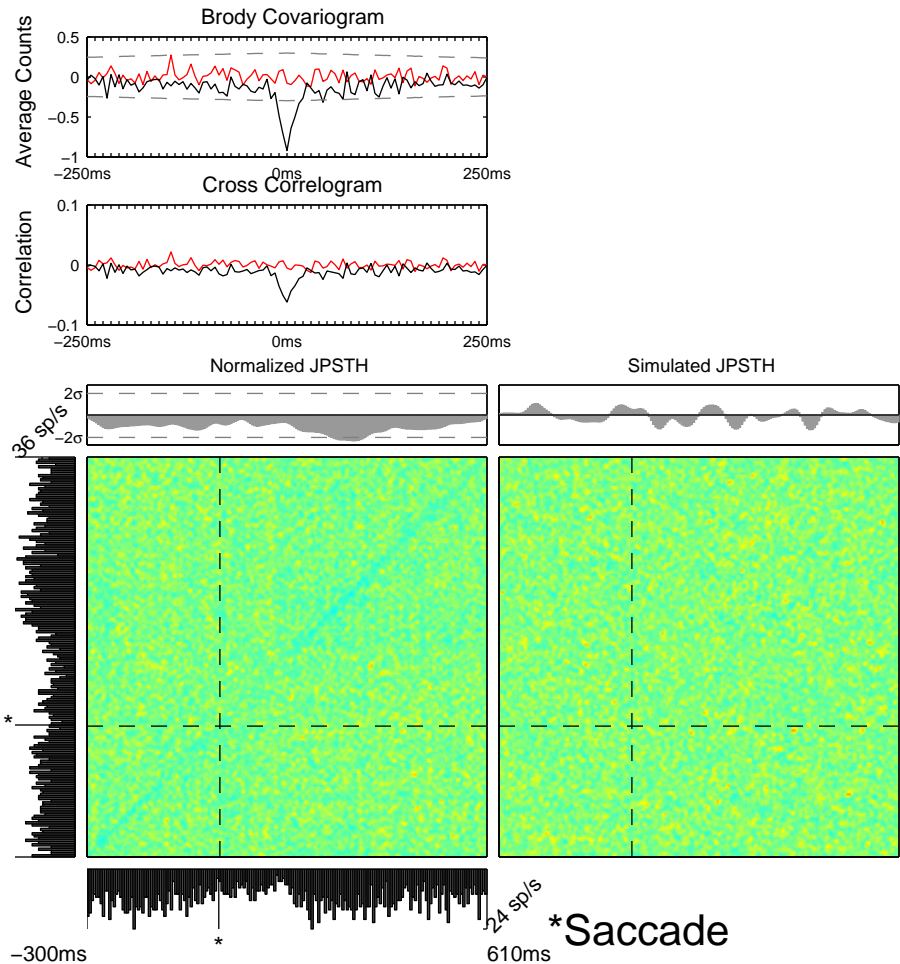 Brody Covariogram
Average Counts
0.5
0
−0.5
−1
−250ms
0ms
250ms
Cross Correlogram
Correlation
0.1
0
−0.1
−250ms
0ms
250ms
Normalized JPSTH
Simulated JPSTH
2σ
−2σ
36 sp/s
*
24 sp/s
*
*Saccade
−300ms
610ms